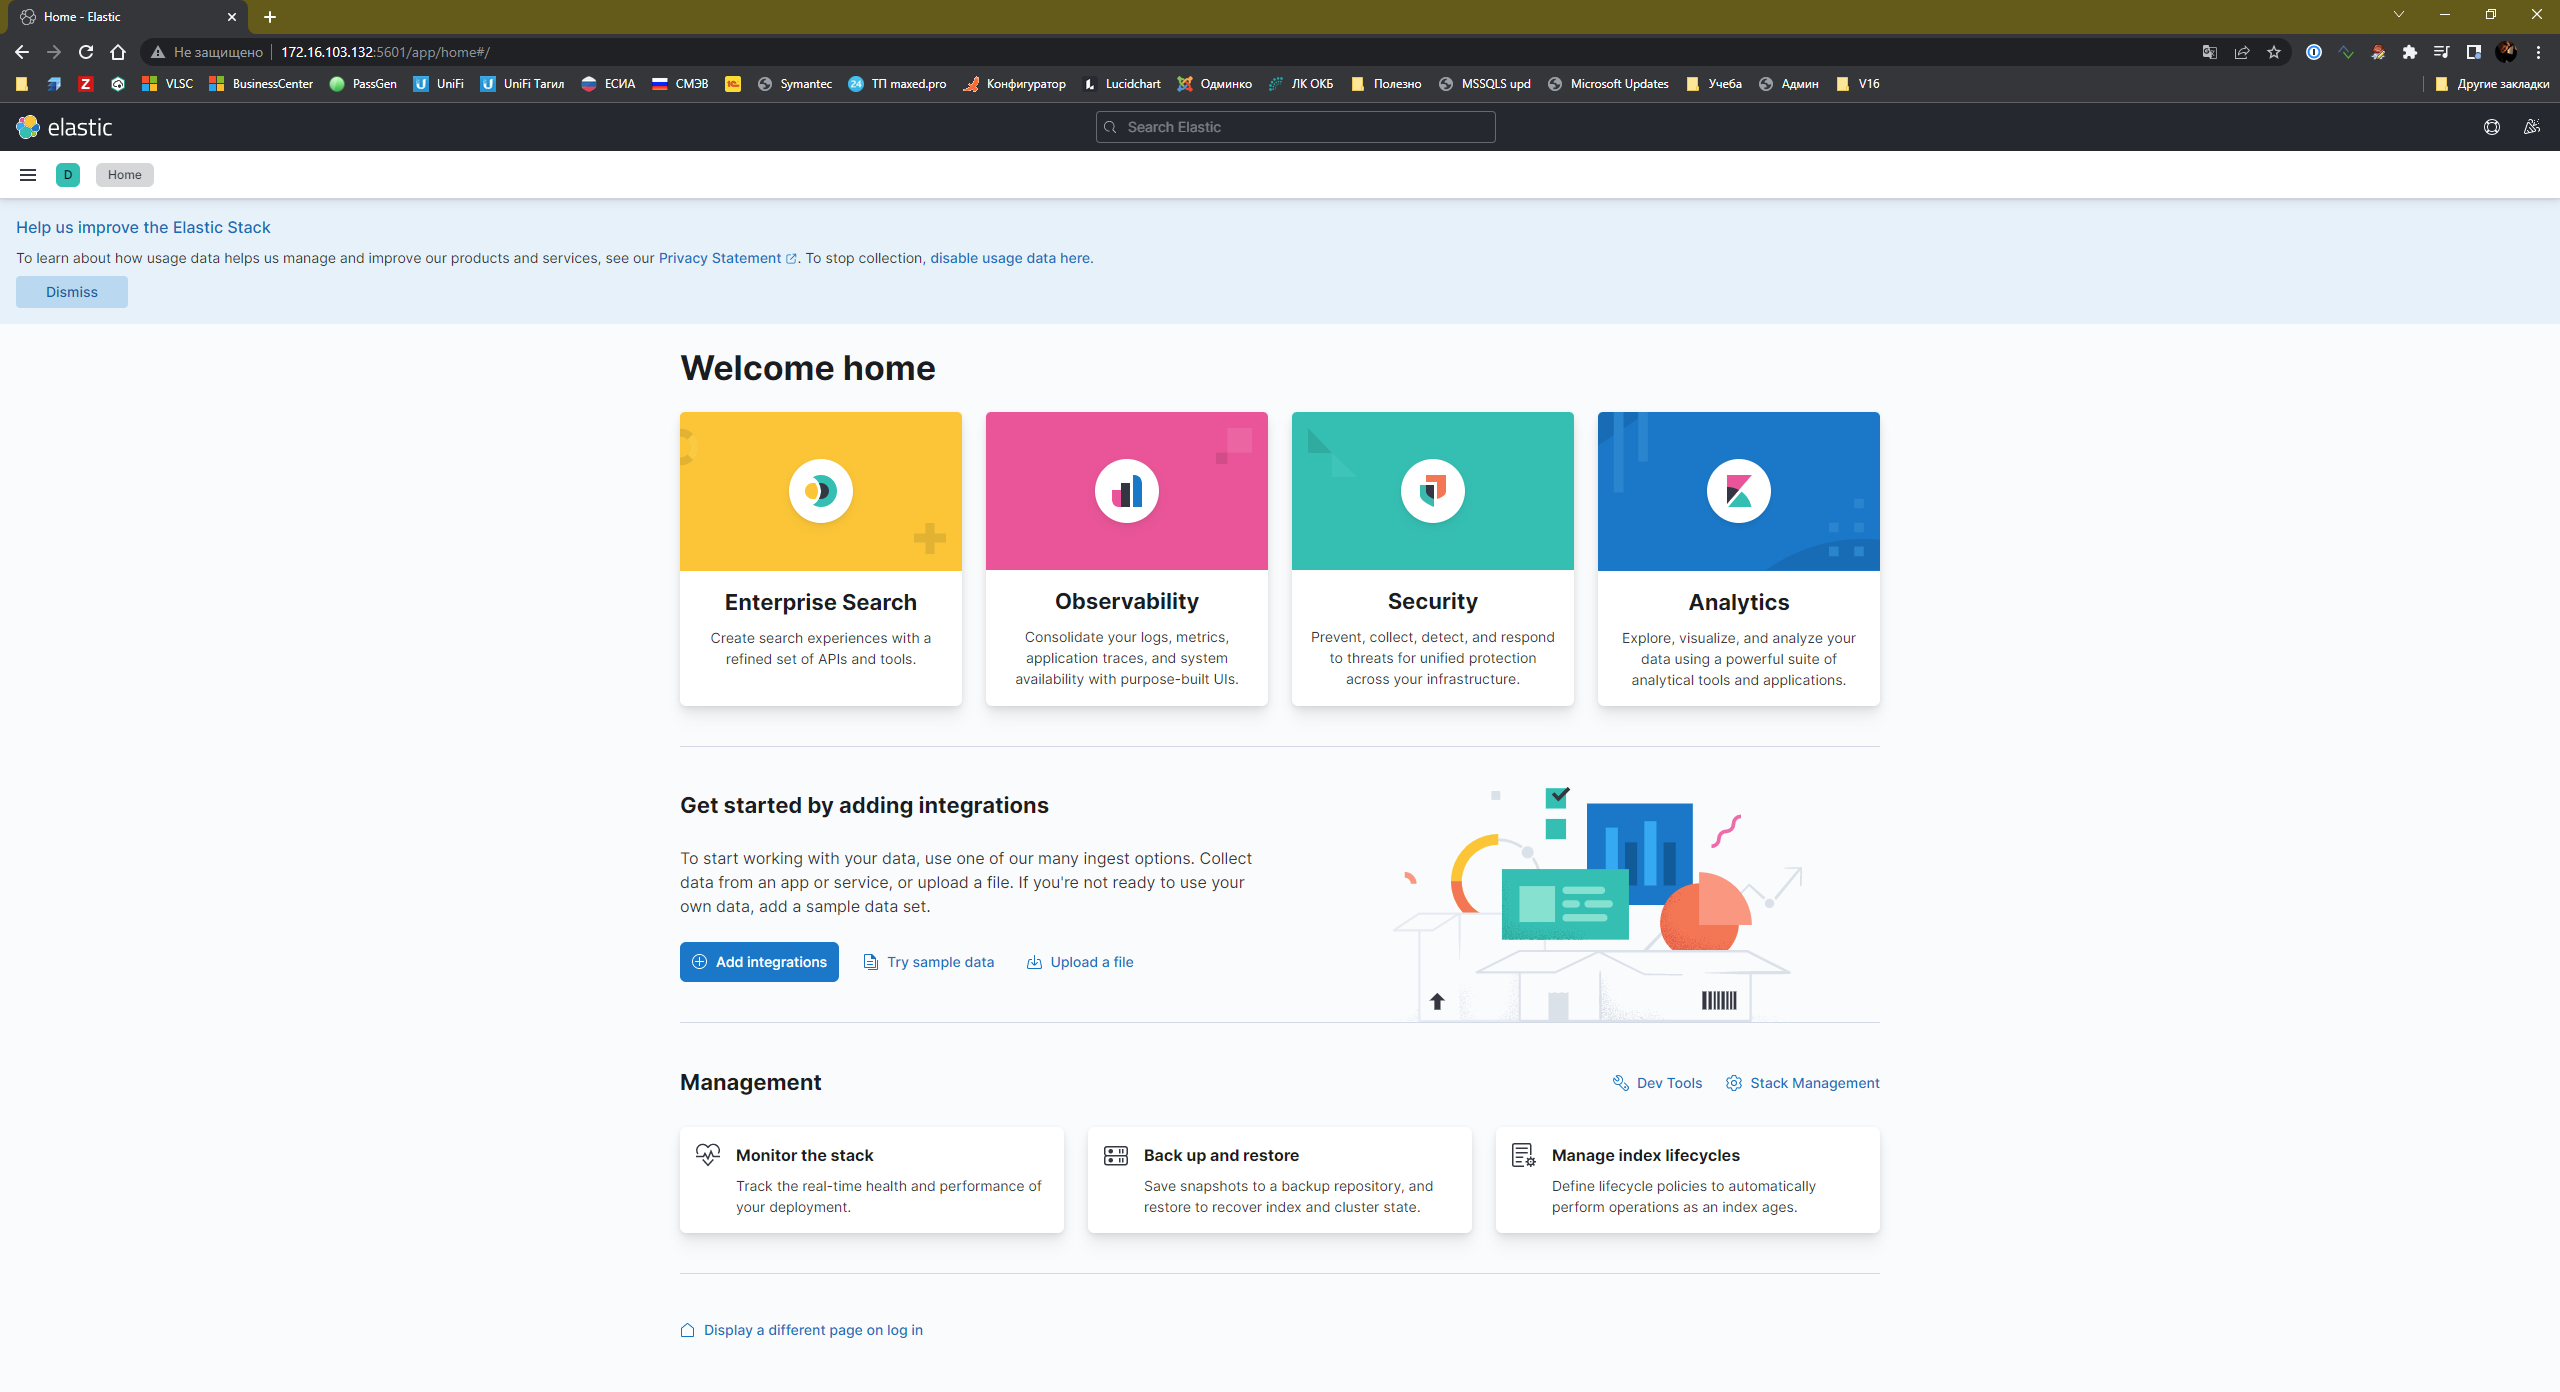 Home - Elastic
Не защищено 172.16.103.132:5601/app/home#/
Z VLSC BusinessCenter PassGen U UniFi U UniFi Тагил ЕСИА СМЭВ 1С Symantec 24 ТП maxed.pro Конфигуратор Lucidchart Одминко ЛК ОКБ Полезно MSSQLS upd Microsoft Updates Учеба Админ V16 Другие закладки
elastic Search Elastic
D Home
Help us improve the Elastic Stack
To learn about how usage data helps us manage and improve our products and services, see our Privacy Statement. To stop collection, disable usage data here.
Dismiss
Welcome home
Enterprise Search
Create search experiences with a
refined set of APIs and tools.
Observability
Consolidate your logs, metrics,
application traces, and system
availability with purpose-built UIs.
Security
Prevent, collect, detect, and respond
to threats for unified protection
across your infrastructure.
Analytics
Explore, visualize, and analyze your
data using a powerful suite of
analytical tools and applications.
Get started by adding integrations
To start working with your data, use one of our many ingest options. Collect
data from an app or service, or upload a file. If you're not ready to use your
own data, add a sample data set.
Add integrations Try sample data Upload a file
Management
Dev Tools Stack Management
Monitor the stack
Track the real-time health and performance of
your deployment.
Back up and restore
Save snapshots to a backup repository, and
restore to recover index and cluster state.
Manage index lifecycles
Define lifecycle policies to automatically
perform operations as an index ages.
Display a different page on log in